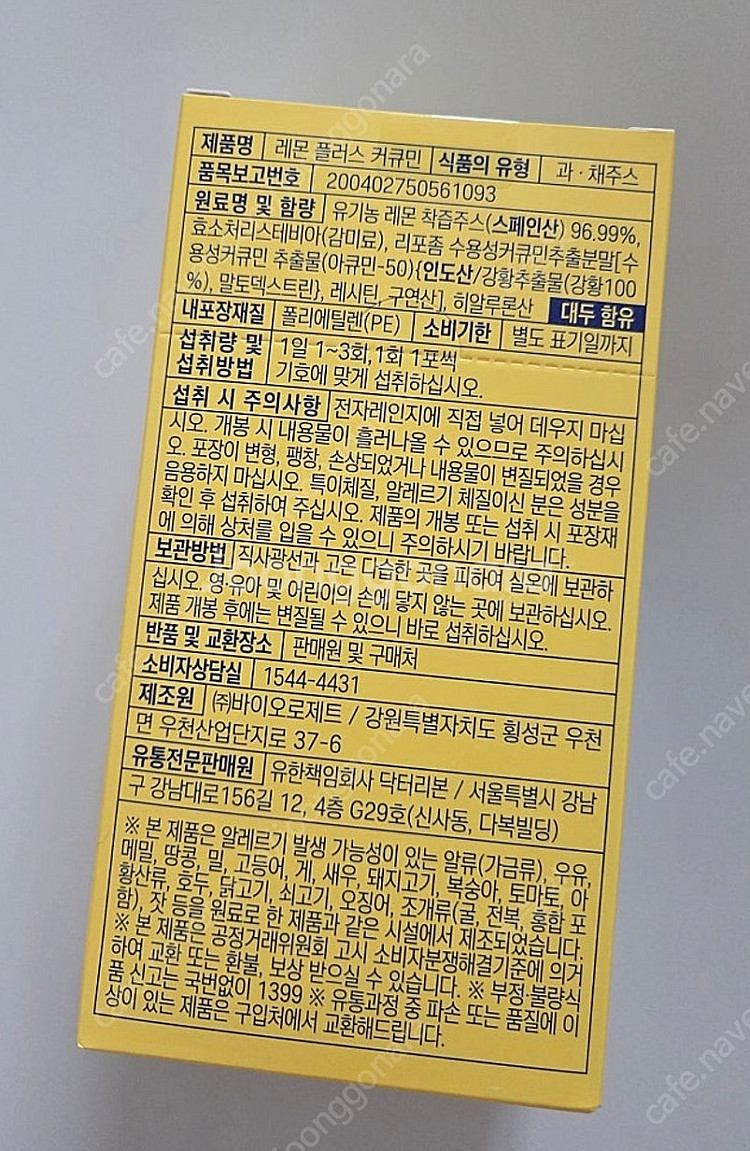 제품명 레몬 플러스 커큐민 식품의 유형 과·채주스
품목보고번호 200402750561093
원료명 및 함량 유기농 레몬 착즙주스(스페인산) 96.99%,
효소처리스테비아(감미료), 리포좀 수용성커큐민추출분말[수
용성커큐민 추출물(아큐민-50){인도산/강황추출물(강황100
%), 말토덱스트린}, 레시틴, 구연산], 히알루론산 대두 함유
내포장재질 폴리에틸렌(PE) 소비기한 별도 표기일까지
섭취량 및 1일 1~3회,1회 1포씩
섭취방법 기호에 맞게 섭취하십시오.
섭취 시 주의사항 전자레인지에 직접 넣어 데우지 마십
시오. 개봉 시 내용물이 흘러나올 수 있으므로 주의하십시
오. 포장이 변형, 팽창, 손상되었거나 내용물이 변질되었을 경우
음용하지 마십시오. 특이체질, 알레르기 체질이신 분은 성분을
확인 후 섭취하여 주십시오. 제품의 개봉 또는 섭취 시 포장재
에 의해 상처를 입을 수 있으니 주의하시기 바랍니다.
보관방법 직사광선과 고온 다습한 곳을 피하여 실온에 보관하
십시오. 영·유아 및 어린이의 손에 닿지 않는 곳에 보관하십시오.
제품 개봉 후에는 변질될 수 있으니 바로 섭취하십시오.
반품 및 교환장소 판매원 및 구매처
소비자상담실 1544-4431
제조원 ㈜바이오로제트 / 강원특별자치도 횡성군 우천
면 우천산업단지로 37-6
유통전문판매원 유한책임회사 닥터리본 / 서울특별시 강남
구 강남대로156길 12, 4층 G29호(신사동, 다복빌딩)
※ 본 제품은 알레르기 발생 가능성이 있는 알류(가금류), 우유,
메밀, 땅콩, 밀, 고등어, 게, 새우, 돼지고기, 복숭아, 토마토, 아
황산류, 호두, 닭고기, 쇠고기, 오징어, 조개류(굴, 전복, 홍합 포
함), 잣 등을 원료로 한 제품과 같은 시설에서 제조되었습니다.
※ 본 제품은 공정거래위원회 고시 소비자분쟁해결기준에 의거
하여 교환 또는 환불, 보상 받으실 수 있습니다. ※ 부정·불량식
품 신고는 국번없이 1399 ※ 유통과정 중 파손 또는 품질에 이
상이 있는 제품은 구입처에서 교환해드립니다.
joonggonara
cafe.nave
cafe.nave
cafe.nave